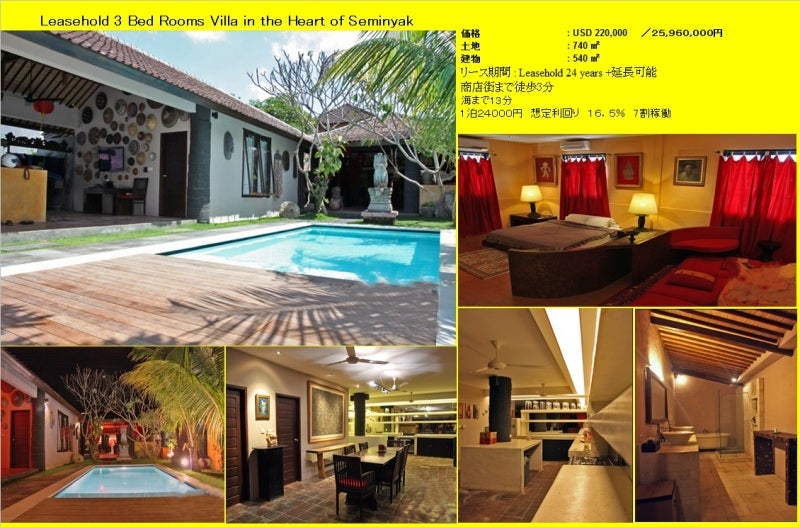 Leasehold 3 Bed Rooms Villa in the Heart of Seminyak
価格 : USD 220,000 ／25,960,000円
土地 : 740 ㎡
建物 : 540 ㎡
リース期間 : Leasehold 24 years +延長可能
商店街まで徒歩3分
海まで１３分
１泊24000円 想定利回り １６．５％ ７割稼働